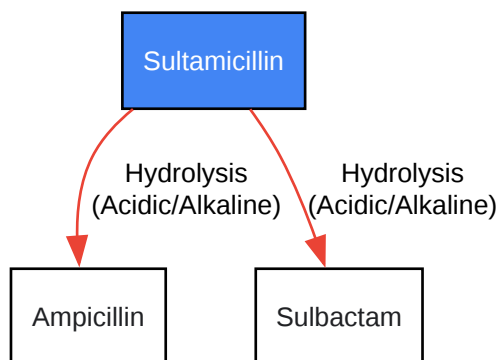 Sultamicillin
Hydrolysis
(Acidic/Alkaline)
Hydrolysis
(Acidic/Alkaline)
Ampicillin
Sulbactam